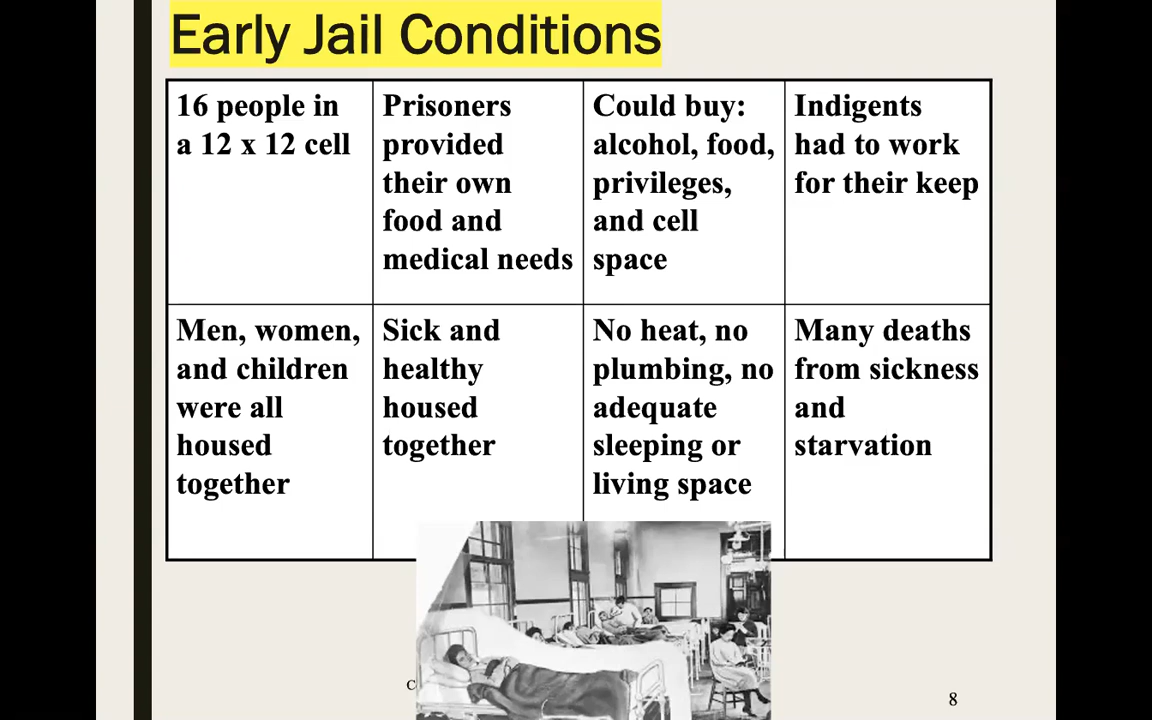 Early Jail Conditions
16 people in
a 12 x 12 cell
Prisoners
provided
their own
food and
medical needs
Could buy:
alcohol, food,
privileges,
and cell
space
Indigents
had to work
for their keep
Men, women,
and children
were all
housed
together
Sick and
healthy
housed
together
No heat, no
plumbing, no
adequate
sleeping or
living space
Many deaths
from sickness
and
starvation
C
8